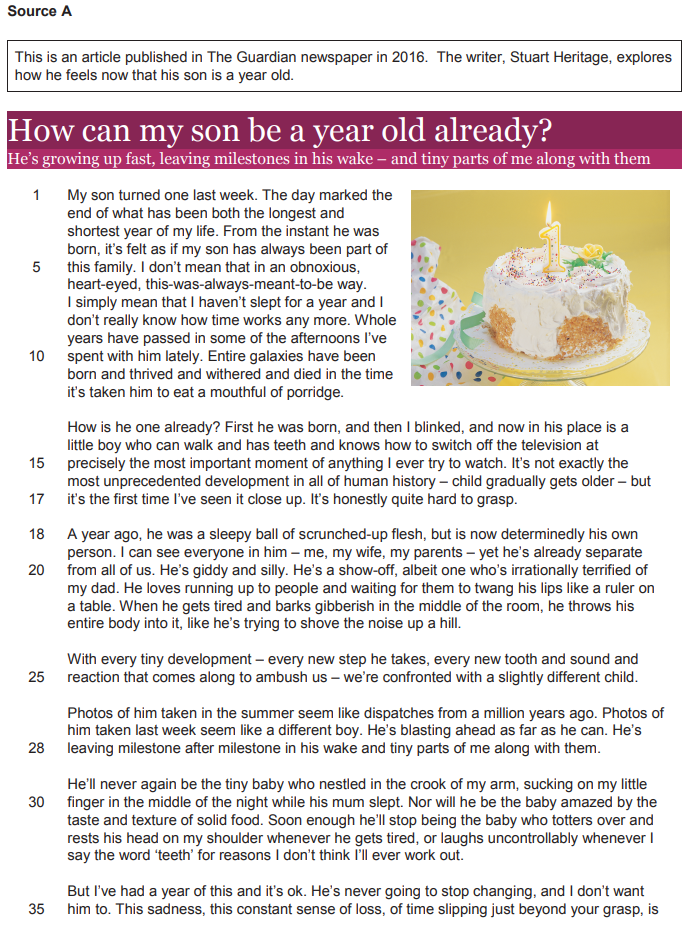 Source A
This is an article published in The Guardian newspaper in 2016.  The writer, Stuart Heritage, explores
how he feels now that his son is a year old.
How can my son be a year old already?
He's growing up fast, leaving milestones in his wake – and tiny parts of me along with them
1 My son turned one last week. The day marked the
end of what has been both the longest and
shortest year of my life. From the instant he was
born, it's felt as if my son has always been part of
5 this family. I don't mean that in an obnoxious,
heart-eyed, this-was-always-meant-to-be way.
I simply mean that I haven't slept for a year and I
don't really know how time works any more. Whole
years have passed in some of the afternoons I've
10 spent with him lately. Entire galaxies have been
born and thrived and withered and died in the time
it's taken him to eat a mouthful of porridge.
How is he one already? First he was born, and then I blinked, and now in his place is a
little boy who can walk and has teeth and knows how to switch off the television at
15 precisely the most important moment of anything I ever try to watch. It's not exactly the
most unprecedented development in all of human history – child gradually gets older – but
17 it's the first time I've seen it close up. It's honestly quite hard to grasp.
18 A year ago, he was a sleepy ball of scrunched-up flesh, but is now determinedly his own
person. I can see everyone in him – me, my wife, my parents – yet he's already separate
20 from all of us. He's giddy and silly. He's a show-off, albeit one who's irrationally terrified of
my dad. He loves running up to people and waiting for them to twang his lips like a ruler on
a table. When he gets tired and barks gibberish in the middle of the room, he throws his
entire body into it, like he's trying to shove the noise up a hill.
With every tiny development – every new step he takes, every new tooth and sound and
25 reaction that comes along to ambush us – we're confronted with a slightly different child.
Photos of him taken in the summer seem like dispatches from a million years ago. Photos of
him taken last week seem like a different boy. He's blasting ahead as far as he can. He's
28 leaving milestone after milestone in his wake and tiny parts of me along with them.
He'll never again be the tiny baby who nestled in the crook of my arm, sucking on my little
30 finger in the middle of the night while his mum slept. Nor will he be the baby amazed by the
taste and texture of solid food. Soon enough he'll stop being the baby who totters over and
rests his head on my shoulder whenever he gets tired, or laughs uncontrollably whenever I
say the word 'teeth' for reasons I don't think I'll ever work out.
But I've had a year of this and it's ok. He's never going to stop changing, and I don't want
35 him to. This sadness, this constant sense of loss, of time slipping just beyond your grasp, is